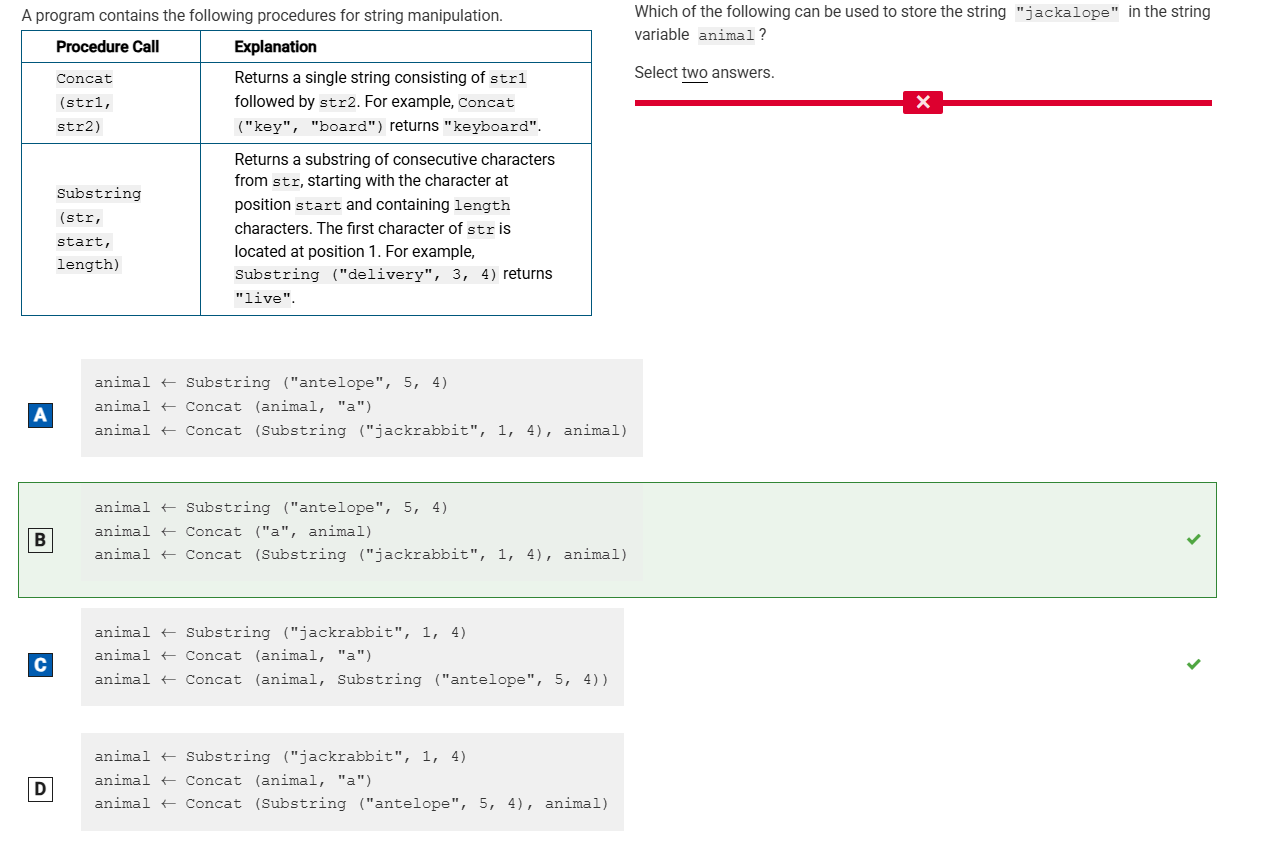 A program contains the following procedures for string manipulation.
Procedure Call Explanation
Concat
(str1,
str2)
Returns a single string consisting of str1
followed by str2. For example, Concat
("key", "board") returns "keyboard".
Substring
(str,
start,
length)
Returns a substring of consecutive characters
from str, starting with the character at
position start and containing length
characters. The first character of str is
located at position 1. For example,
Substring ("delivery", 3, 4) returns
"live".
Which of the following can be used to store the string "jackalope" in the string
variable animal ?
Select two answers.
A
animal ← Substring ("antelope", 5, 4)
animal ← Concat (animal, "a")
animal ← Concat (Substring ("jackrabbit", 1, 4), animal)
B
animal ← Substring ("antelope", 5, 4)
animal ← Concat ("a", animal)
animal ← Concat (Substring ("jackrabbit", 1, 4), animal)
C
animal ← Substring ("jackrabbit", 1, 4)
animal ← Concat (animal, "a")
animal ← Concat (animal, Substring ("antelope", 5, 4))
D
animal ← Substring ("jackrabbit", 1, 4)
animal ← Concat (animal, "a")
animal ← Concat (Substring ("antelope", 5, 4), animal)